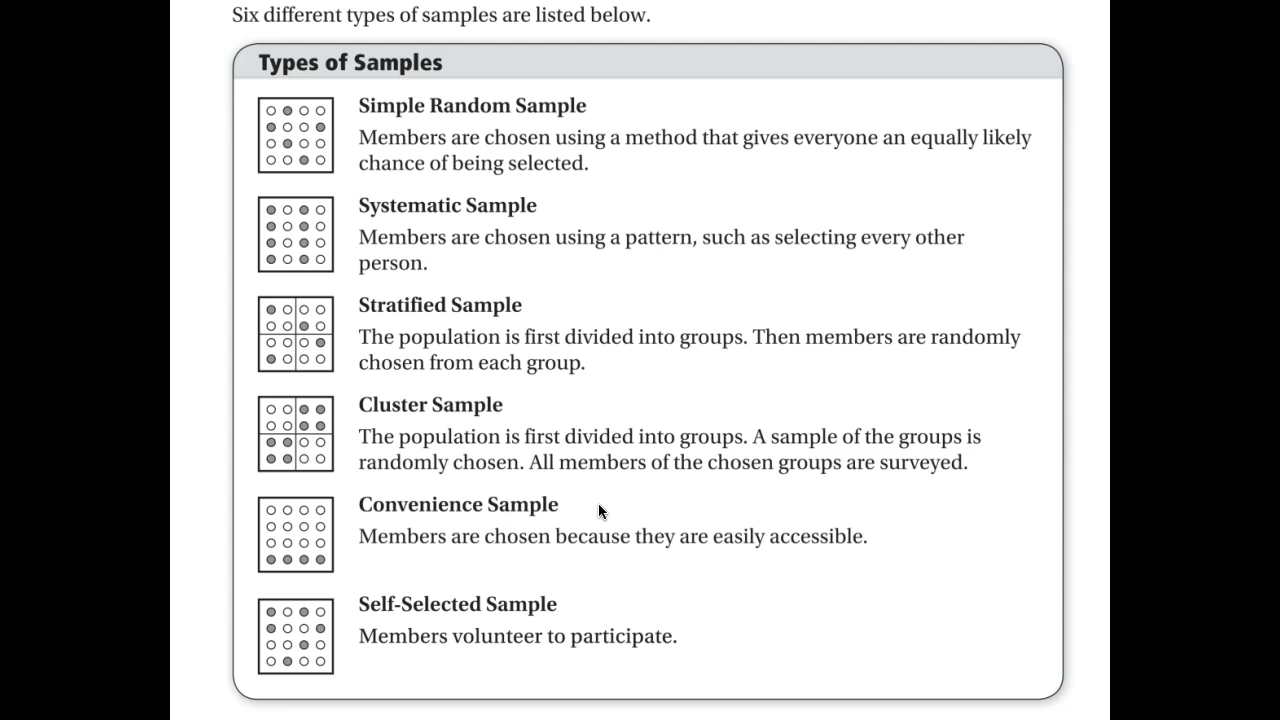 Six different types of samples are listed below.
Types of Samples
Simple Random Sample
Members are chosen using a method that gives everyone an equally likely
chance of being selected.
Systematic Sample
Members are chosen using a pattern, such as selecting every other
person.
Stratified Sample
The population is first divided into groups. Then members are randomly
chosen from each group.
Cluster Sample
The population is first divided into groups. A sample of the groups is
randomly chosen. All members of the chosen groups are surveyed.
Convenience Sample
Members are chosen because they are easily accessible.
Self-Selected Sample
Members volunteer to participate.